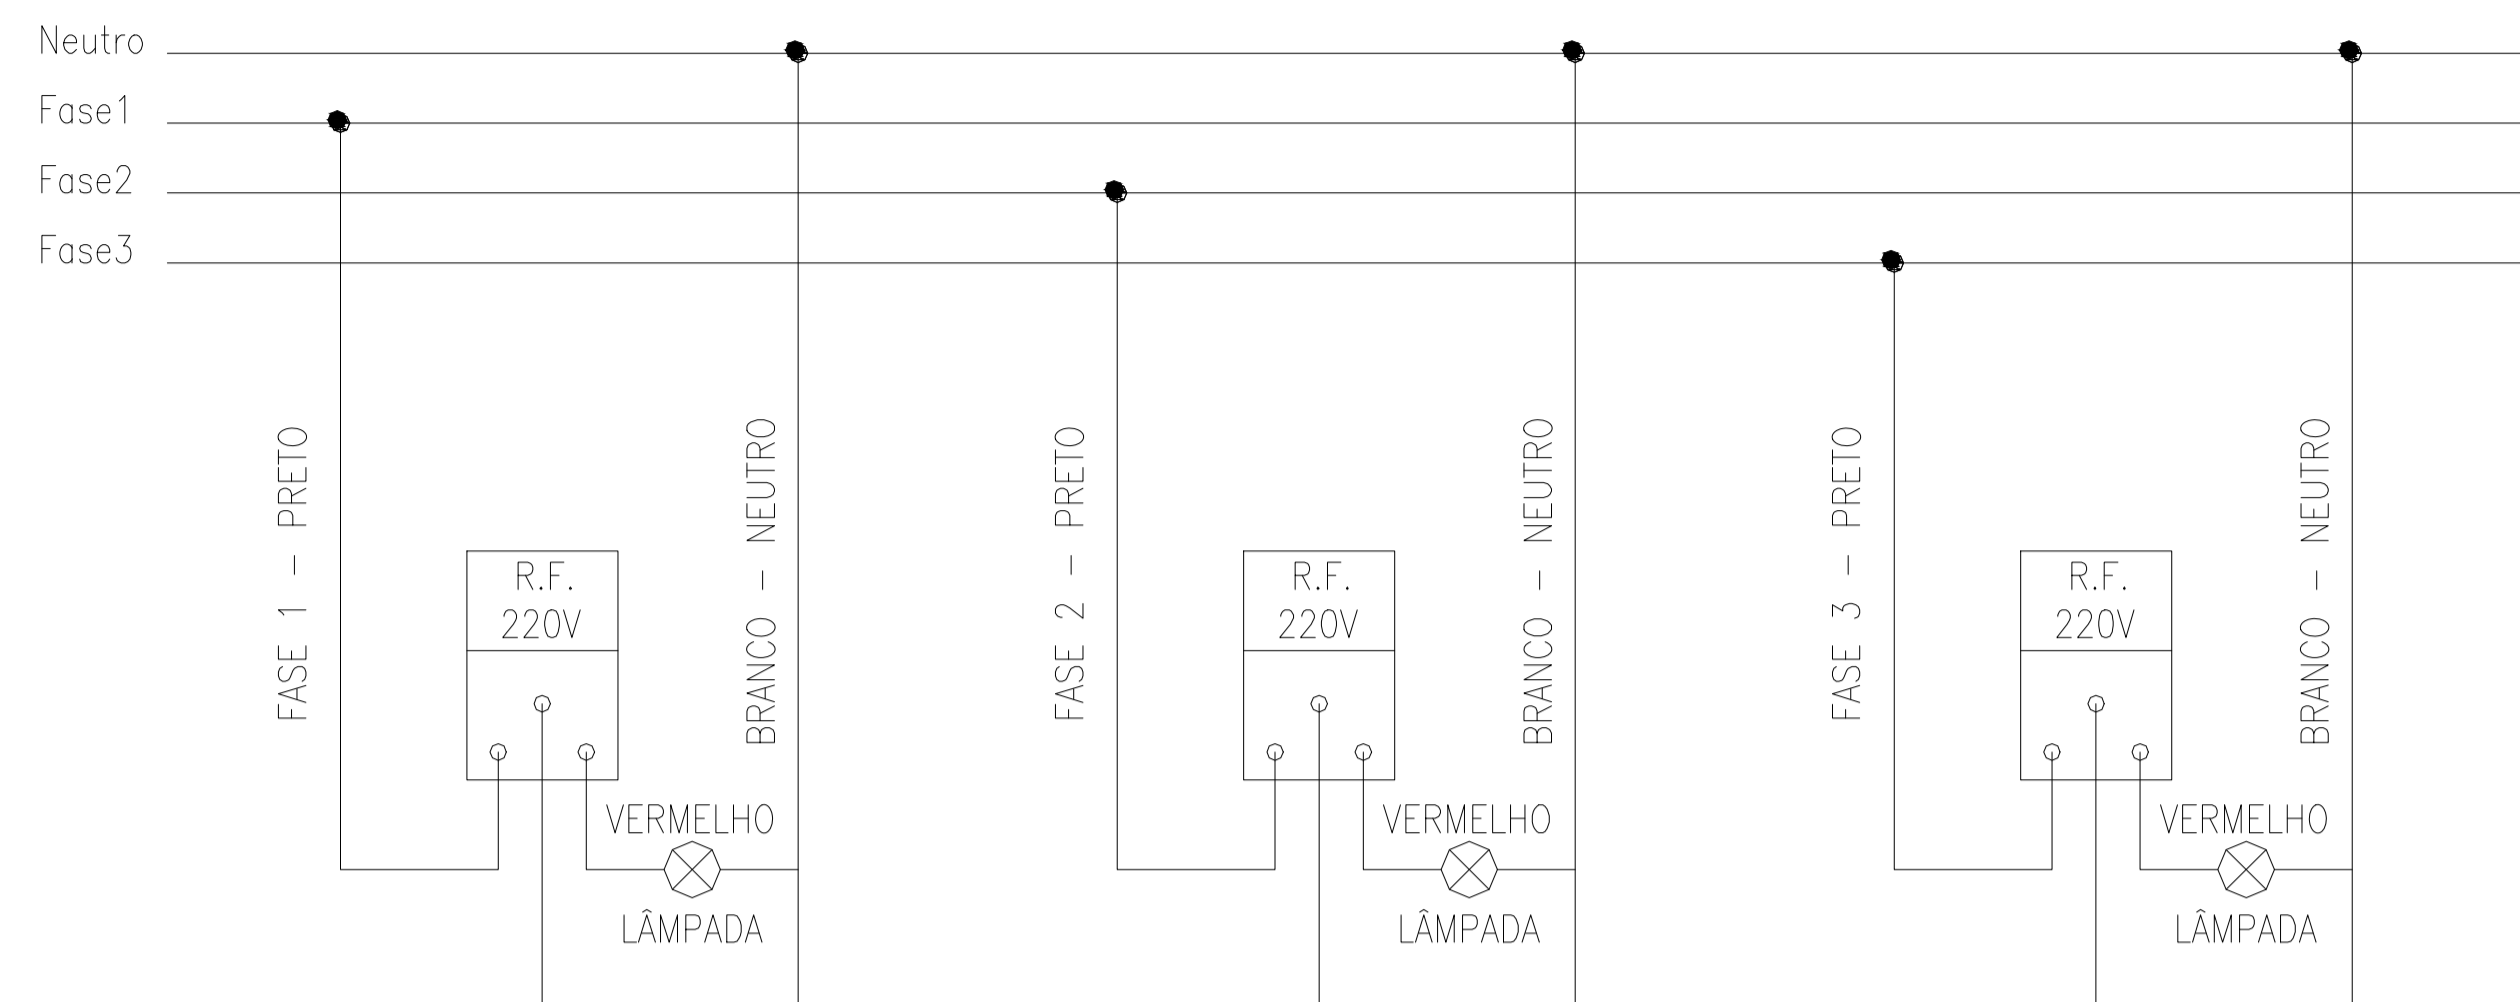 Neutro
Fase1
Fase2
Fase3
FASE 1 - PRETO
R.F.
220V
BRANCO - NEUTRO
VERMELHO
LÂMPADA
FASE 2 - PRETO
R.F.
220V
BRANCO - NEUTRO
VERMELHO
LÂMPADA
FASE 3 - PRETO
R.F.
220V
BRANCO - NEUTRO
VERMELHO
LÂMPADA